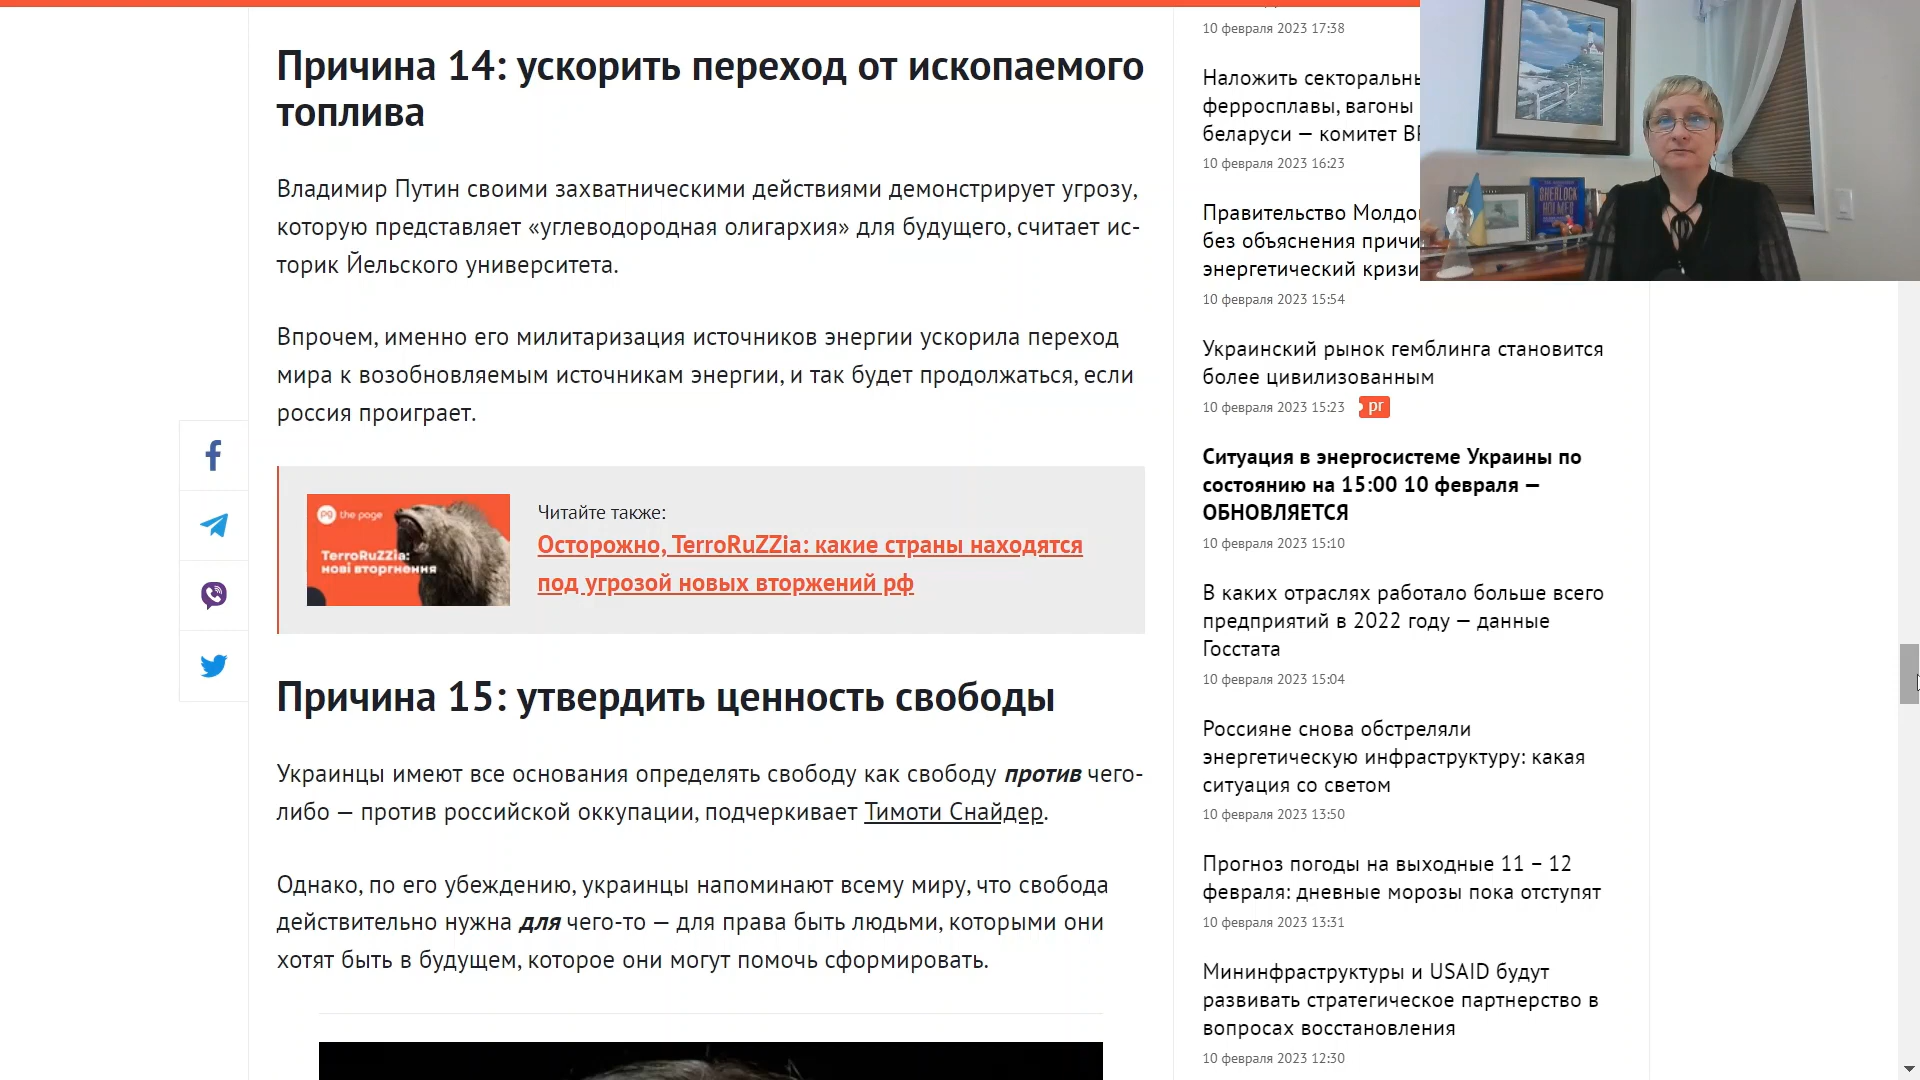 Причина 14: ускорить переход от ископаемого
топлива
Владимир Путин своими захватническими действиями демонстрирует угрозу,
которую представляет «углеводородная олигархия» для будущего, считает ис-
торик Йельского университета.
Впрочем, именно его милитаризация источников энергии ускорила переход
мира к возобновляемым источникам энергии, и так будет продолжаться, если
россия проиграет.
pg the page
TerroRuZZia:
нові вторгнення
Читайте также:
Осторожно, TerroRuZZia: какие страны находятся
под угрозой новых вторжений рф
Причина 15: утвердить ценность свободы
Украинцы имеют все основания определять свободу как свободу против чего-
либо — против российской оккупации, подчеркивает Тимоти Снайдер.
Однако, по его убеждению, украинцы напоминают всему миру, что свобода
действительно нужна для чего-то — для права быть людьми, которыми они
хотят быть в будущем, которое они могут помочь сформировать.
10 февраля 2023 17:38
Наложить секторальн
ферросплавы, вагоны
беларуси — комитет
10 февраля 2023 16:23
Правительство Молдо
без объяснения причи
энергетический кризи
10 февраля 2023 15:54
Украинский рынок гемблинга становится
более цивилизованным
10 февраля 2023 15:23 pr
Ситуация в энергосистеме Украины по
состоянию на 15:00 10 февраля —
ОБНОВЛЯЕТСЯ
10 февраля 2023 15:10
В каких отраслях работало больше всего
предприятий в 2022 году — данные
Госстата
10 февраля 2023 15:04
Россияне снова обстреляли
энергетическую инфраструктуру: какая
ситуация со светом
10 февраля 2023 13:50
Прогноз погоды на выходные 11 – 12
февраля: дневные морозы пока отступят
10 февраля 2023 13:31
Мининфраструктуры и USAID будут
развивать стратегическое партнерство в
вопросах восстановления
10 февраля 2023 12:30
SHERLOCK
HOLMES